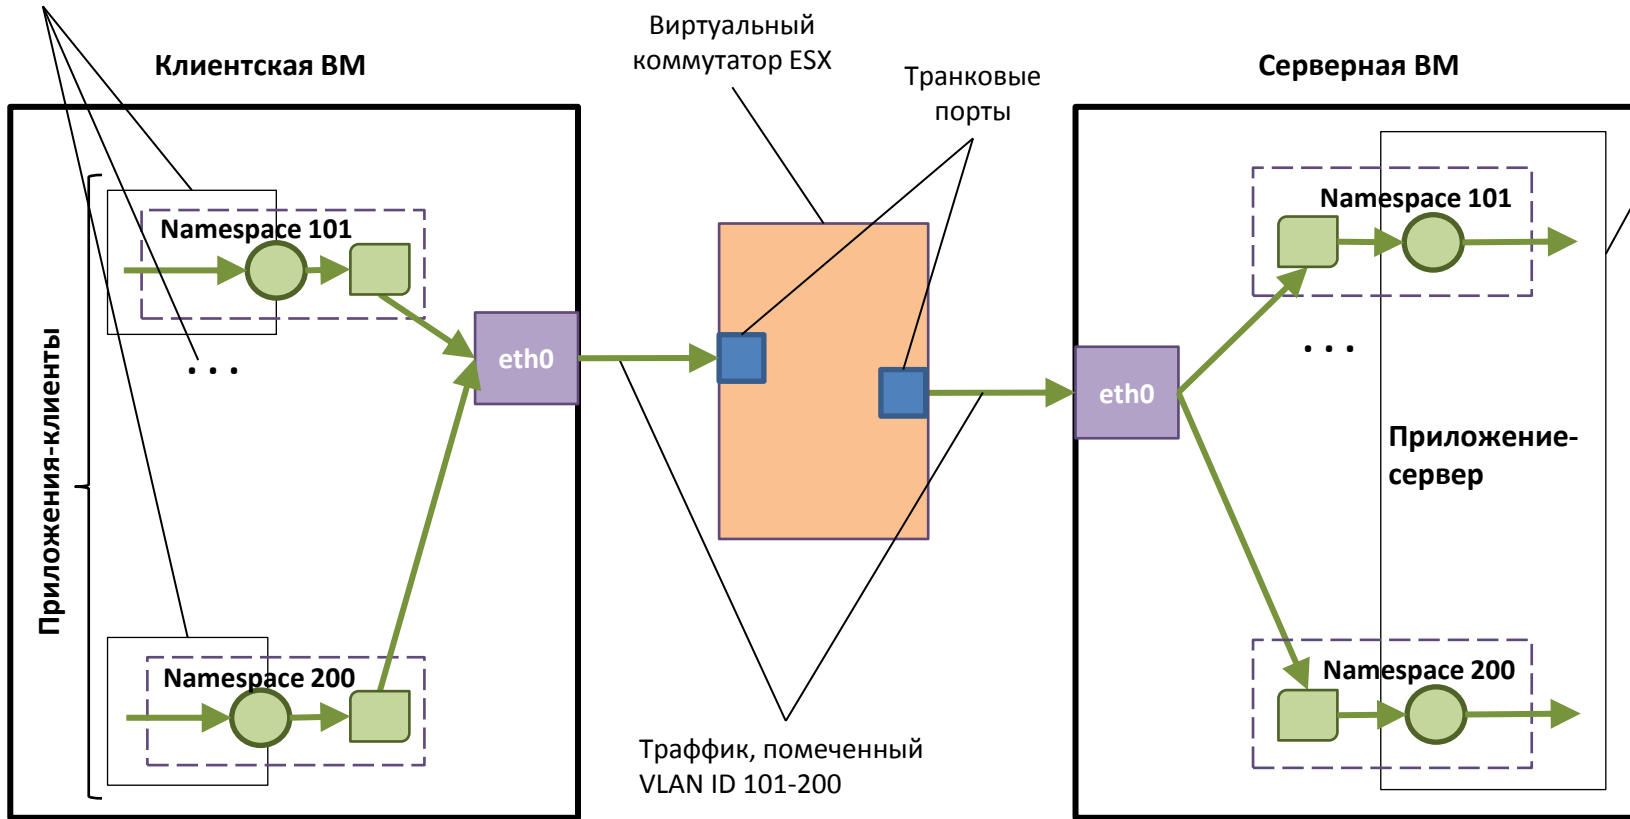 Виртуальный
коммутатор ESX
Клиентская ВМ
Транковые
порты
Серверная ВМ
Namespace 101
Namespace 101
. . .
. . .
eth0
eth0
Приложения-клиенты
Приложение-
сервер
Namespace 200
Namespace 200
Траффик, помеченный
VLAN ID 101-200